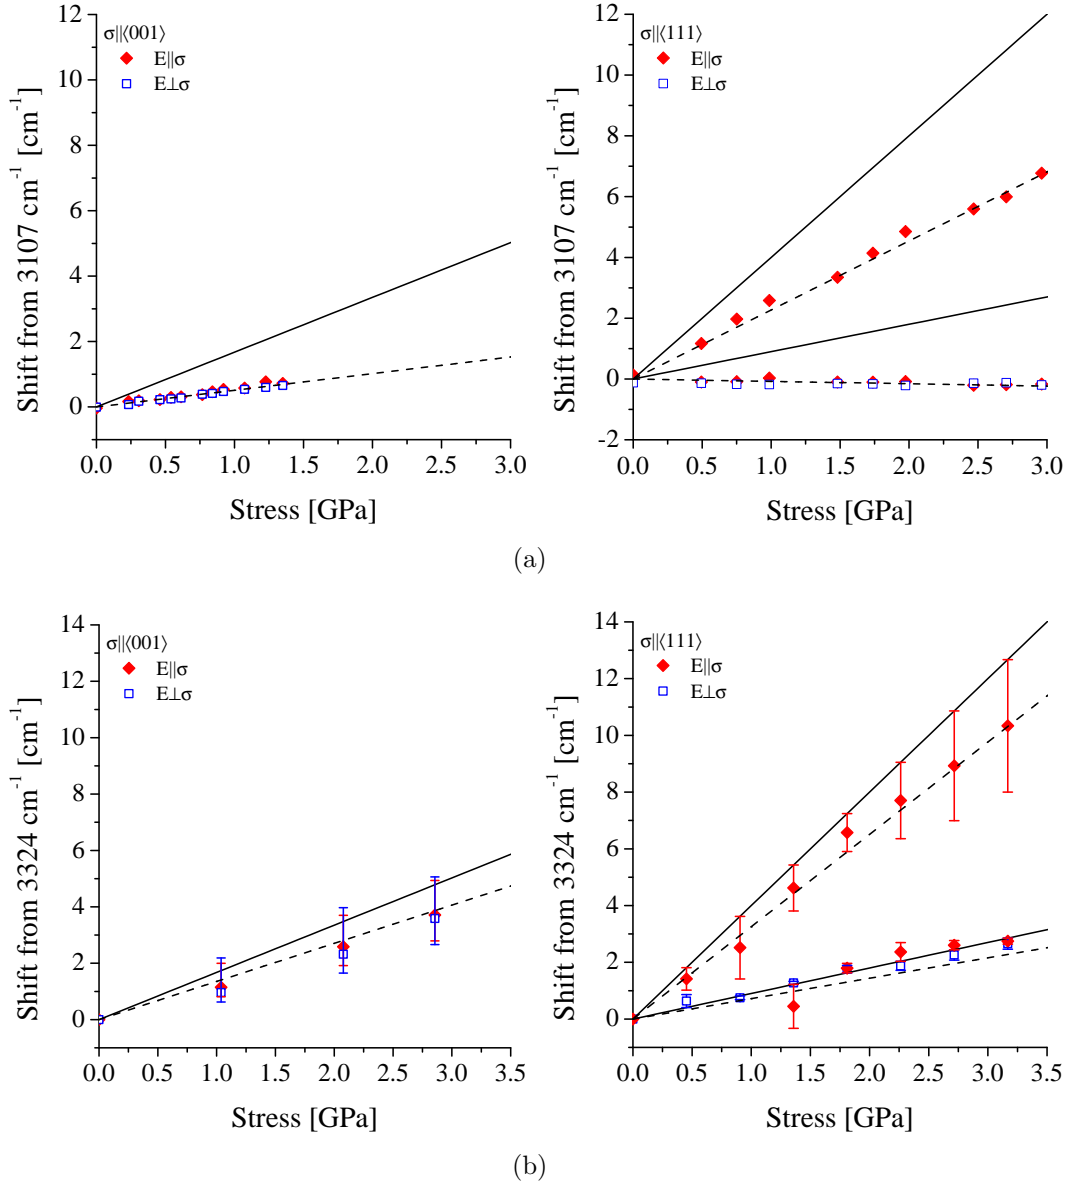 σ||⟨001⟩
E||σ
E⊥σ
Shift from 3107 cm⁻¹ [cm⁻¹]
12
10
8
6
4
2
0
0.0 0.5 1.0 1.5 2.0 2.5 3.0
Stress [GPa]
σ||⟨111⟩
E||σ
E⊥σ
Shift from 3107 cm⁻¹ [cm⁻¹]
12
10
8
6
4
2
0
-2
0.0 0.5 1.0 1.5 2.0 2.5 3.0
Stress [GPa]
(a)
σ||⟨001⟩
E||σ
E⊥σ
Shift from 3324 cm⁻¹ [cm⁻¹]
14
12
10
8
6
4
2
0
0.0 0.5 1.0 1.5 2.0 2.5 3.0 3.5
Stress [GPa]
σ||⟨111⟩
E||σ
E⊥σ
Shift from 3324 cm⁻¹ [cm⁻¹]
14
12
10
8
6
4
2
0
0.0 0.5 1.0 1.5 2.0 2.5 3.0 3.5
Stress [GPa]
(b)